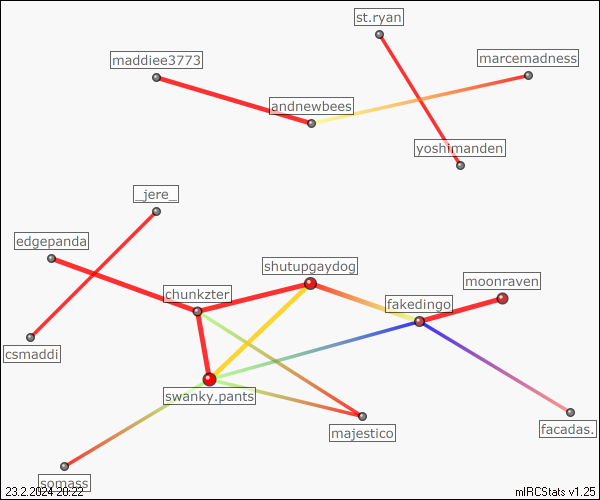 st.ryan
maddiee3773
marcemadness
andnewbees
yoshimanden
_jere_
edgepanda
shutupgaydog
moonraven
chunkzter
fakedingo
csmaddi
swanky.pants
majestico
facadas.
somass
23.2.2024 20:22
mIRCStats v1.25